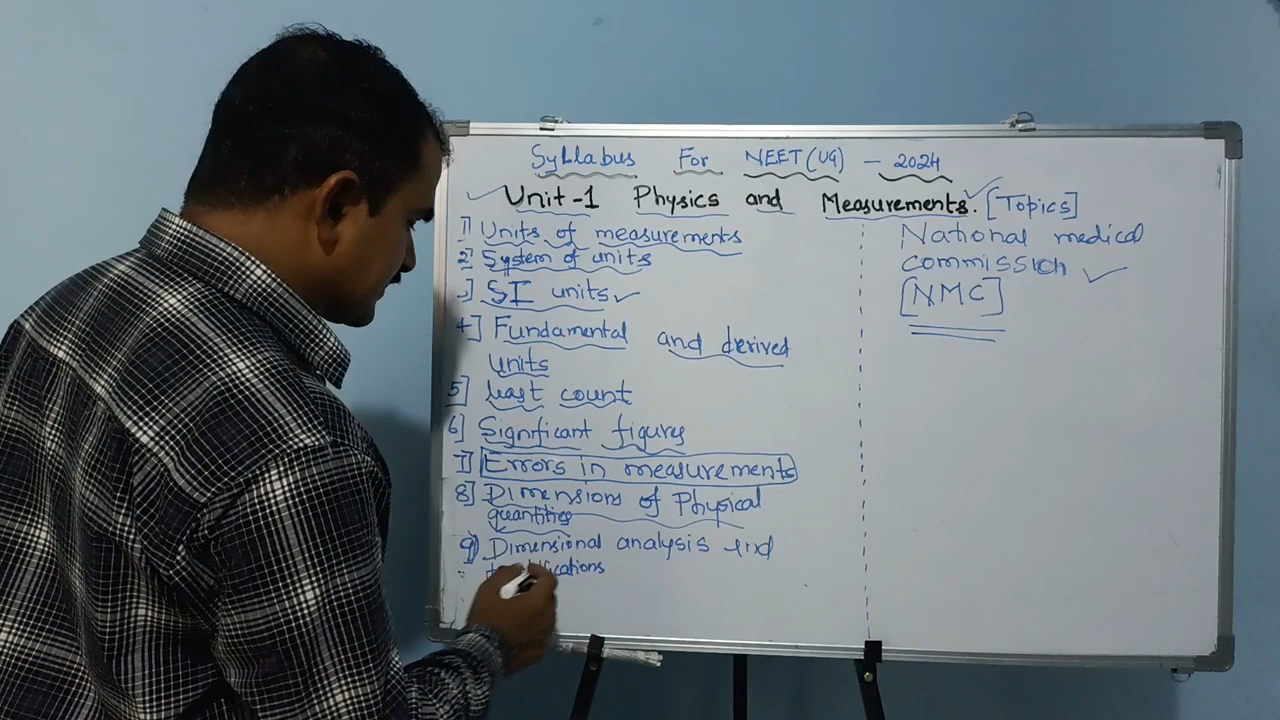 Syllabus For NEET(UG) - 2024
Unit-1 Physics and Measurements. [Topics]
1] Units of measurements
2] System of units
3] SI units
4] Fundamental and derived
units
5] least count
6] Significant figures
7] Errors in measurements
8] Dimensions of Physical
quantities
9] Dimensional analysis
National medical
commission
[NMC]